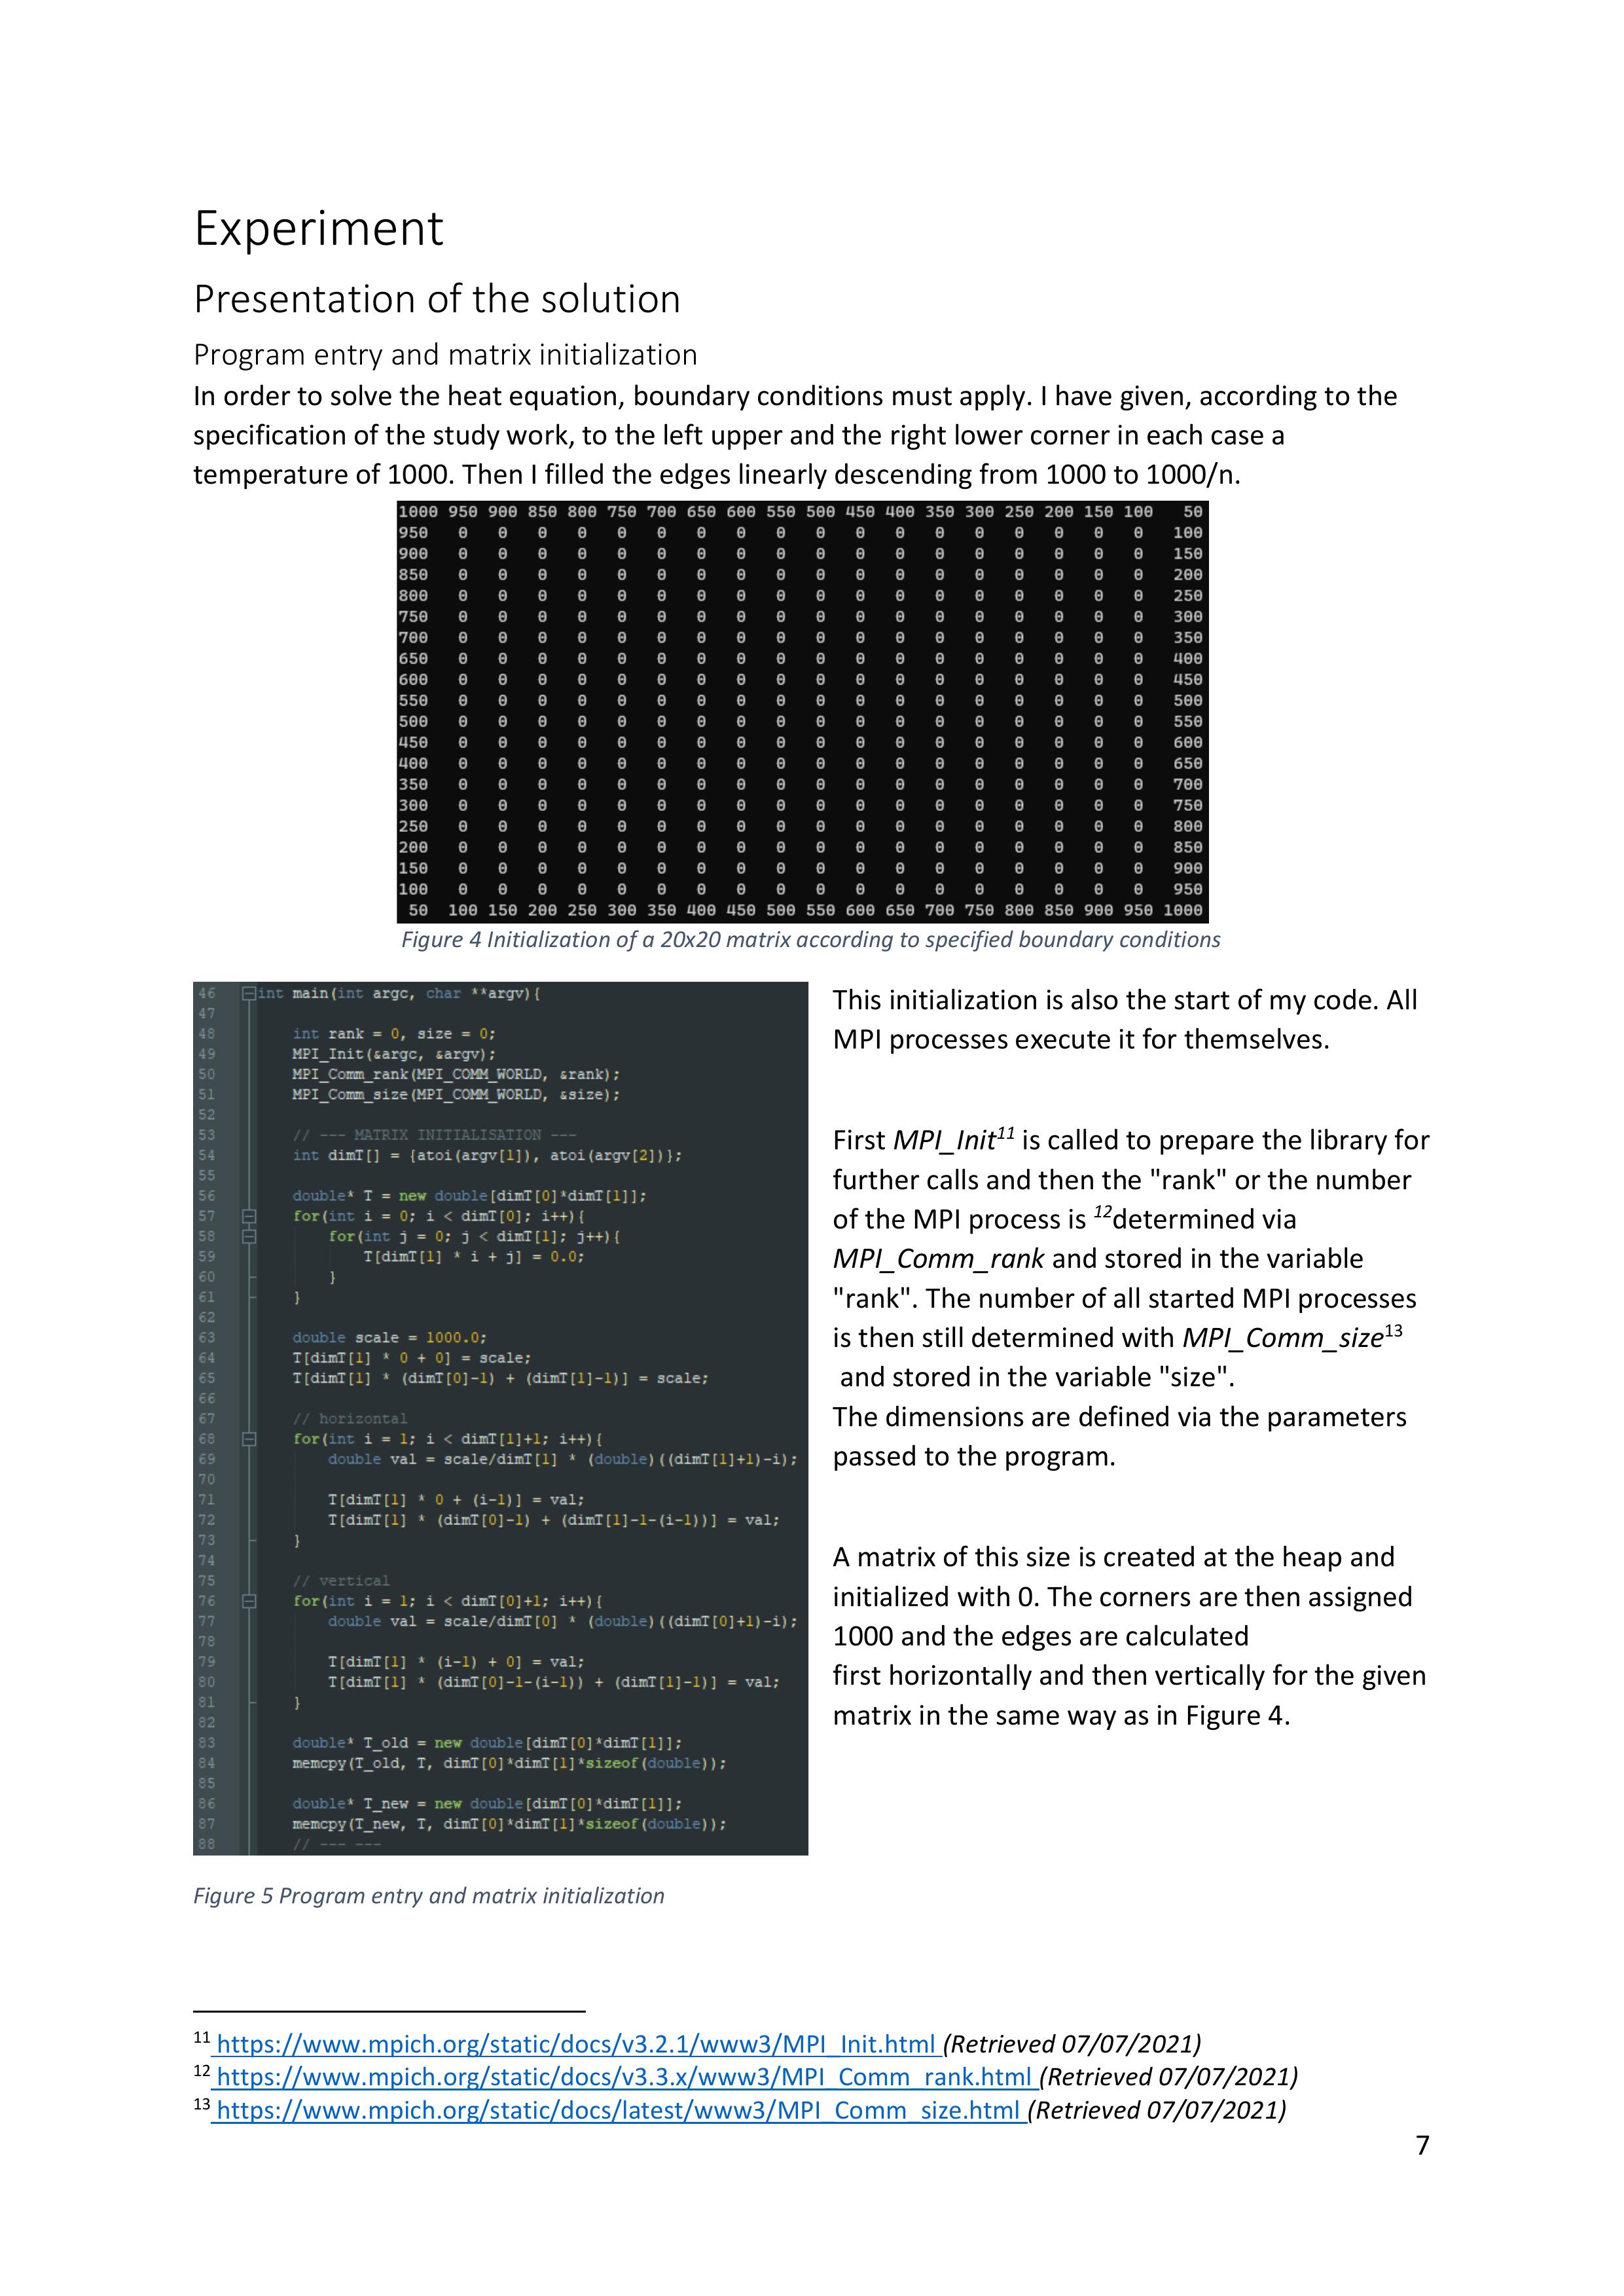 Experiment
Presentation of the solution
Program entry and matrix initialization
In order to solve the heat equation, boundary conditions must apply. I have given, according to the
specification of the study work, to the left upper and the right lower corner in each case a
temperature of 1000. Then I filled the edges linearly descending from 1000 to 1000/n.
1000 950 900 850 800 750 700 650 600 550 500 450 400 350 300 250 200 150 100 50
950 0 0 0 0 0 0 0 0 0 0 0 0 0 0 0 0 0 0 100
900 0 0 0 0 0 0 0 0 0 0 0 0 0 0 0 0 0 0 150
850 0 0 0 0 0 0 0 0 0 0 0 0 0 0 0 0 0 0 200
800 0 0 0 0 0 0 0 0 0 0 0 0 0 0 0 0 0 0 250
750 0 0 0 0 0 0 0 0 0 0 0 0 0 0 0 0 0 0 300
700 0 0 0 0 0 0 0 0 0 0 0 0 0 0 0 0 0 0 350
650 0 0 0 0 0 0 0 0 0 0 0 0 0 0 0 0 0 0 400
600 0 0 0 0 0 0 0 0 0 0 0 0 0 0 0 0 0 0 450
550 0 0 0 0 0 0 0 0 0 0 0 0 0 0 0 0 0 0 500
500 0 0 0 0 0 0 0 0 0 0 0 0 0 0 0 0 0 0 550
450 0 0 0 0 0 0 0 0 0 0 0 0 0 0 0 0 0 0 600
400 0 0 0 0 0 0 0 0 0 0 0 0 0 0 0 0 0 0 650
350 0 0 0 0 0 0 0 0 0 0 0 0 0 0 0 0 0 0 700
300 0 0 0 0 0 0 0 0 0 0 0 0 0 0 0 0 0 0 750
250 0 0 0 0 0 0 0 0 0 0 0 0 0 0 0 0 0 0 800
200 0 0 0 0 0 0 0 0 0 0 0 0 0 0 0 0 0 0 850
150 0 0 0 0 0 0 0 0 0 0 0 0 0 0 0 0 0 0 900
100 0 0 0 0 0 0 0 0 0 0 0 0 0 0 0 0 0 0 950
50 100 150 200 250 300 350 400 450 500 550 600 650 700 750 800 850 900 950 1000
Figure 4 Initialization of a 20x20 matrix according to specified boundary conditions
46 int main(int argc, char **argv){
47
48 int rank = 0, size = 0;
49 MPI_Init(&argc, &argv);
50 MPI_Comm_rank(MPI_COMM_WORLD, &rank);
51 MPI_Comm_size(MPI_COMM_WORLD, &size);
52
53 // --- MATRIX INITIALISATION ---
54 int dimT[] = {atoi(argv[1]), atoi(argv[2])};
55
56 double* T = new double[dimT[0]*dimT[1]];
57 for(int i = 0; i < dimT[0]; i++){
58 for(int j = 0; j < dimT[1]; j++){
59 T[dimT[1] * i + j] = 0.0;
60 }
61 }
62
63 double scale = 1000.0;
64 T[dimT[1] * 0 + 0] = scale;
65 T[dimT[1] * (dimT[0]-1) + (dimT[1]-1)] = scale;
66
67 // horizontal
68 for(int i = 1; i < dimT[1]+1; i++){
69 double val = scale/dimT[1] * (double)((dimT[1]+1)-i);
70
71 T[dimT[1] * 0 + (i-1)] = val;
72 T[dimT[1] * (dimT[0]-1) + (dimT[1]-1-(i-1))] = val;
73 }
74
75 // vertical
76 for(int i = 1; i < dimT[0]+1; i++){
77 double val = scale/dimT[0] * (double)((dimT[0]+1)-i);
78
79 T[dimT[1] * (i-1) + 0] = val;
80 T[dimT[1] * (dimT[0]-1-(i-1)) + (dimT[1]-1)] = val;
81 }
82
83 double* T_old = new double[dimT[0]*dimT[1]];
84 memcpy(T_old, T, dimT[0]*dimT[1]*sizeof(double));
85
86 double* T_new = new double[dimT[0]*dimT[1]];
87 memcpy(T_new, T, dimT[0]*dimT[1]*sizeof(double));
88 // --- ---
Figure 5 Program entry and matrix initialization
This initialization is also the start of my code. All
MPI processes execute it for themselves.
First MPI_Init11 is called to prepare the library for
further calls and then the "rank" or the number
of the MPI process is 12determined via
MPI_Comm_rank and stored in the variable
"rank". The number of all started MPI processes
is then still determined with MPI_Comm_size13
and stored in the variable "size".
The dimensions are defined via the parameters
passed to the program.
A matrix of this size is created at the heap and
initialized with 0. The corners are then assigned
1000 and the edges are calculated
first horizontally and then vertically for the given
matrix in the same way as in Figure 4.
11 https://www.mpich.org/static/docs/v3.2.1/www3/MPI_Init.html (Retrieved 07/07/2021)
12 https://www.mpich.org/static/docs/v3.3.x/www3/MPI_Comm_rank.html (Retrieved 07/07/2021)
13 https://www.mpich.org/static/docs/latest/www3/MPI_Comm_size.html (Retrieved 07/07/2021)
7